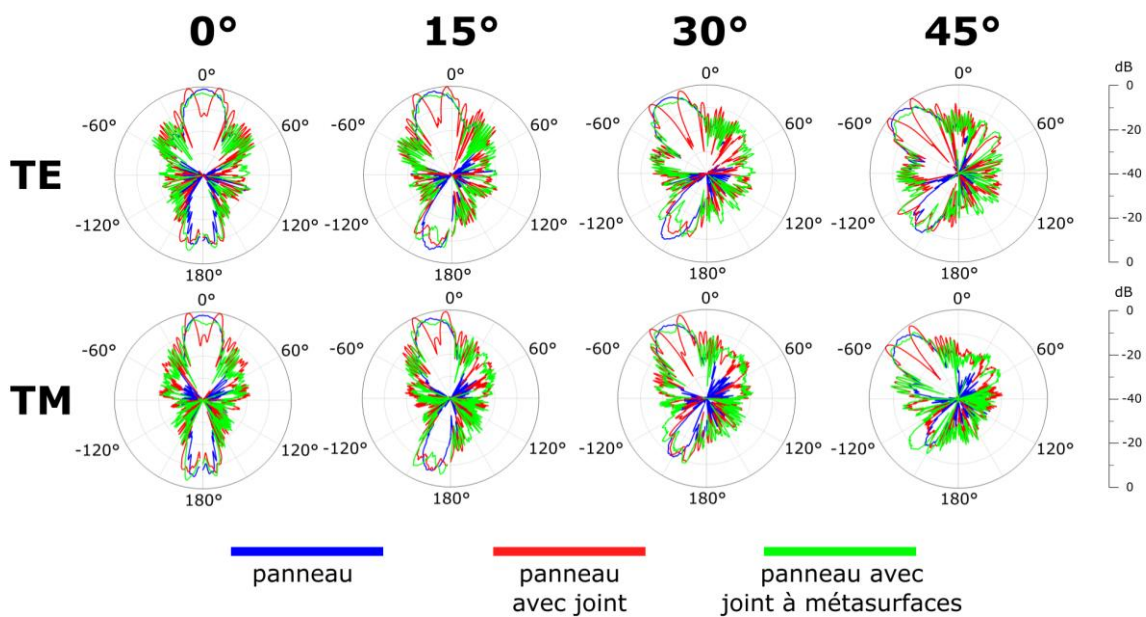 0° 15° 30° 45°
TE
0° 0° 0° 0° dB
-60° 60° -60° 60° -60° 60° -60° 60°
-120° 120° -120° 120° -120° 120° -120° 120°
180° 180° 180° 180°
0
-20
-40
-20
0
TM
0° 0° 0° 0° dB
-60° 60° -60° 60° -60° 60° -60° 60°
-120° 120° -120° 120° -120° 120° -120° 120°
180° 180° 180° 180°
0
-20
-40
-20
0
panneau
panneau
avec joint
panneau avec
joint à métasurfaces